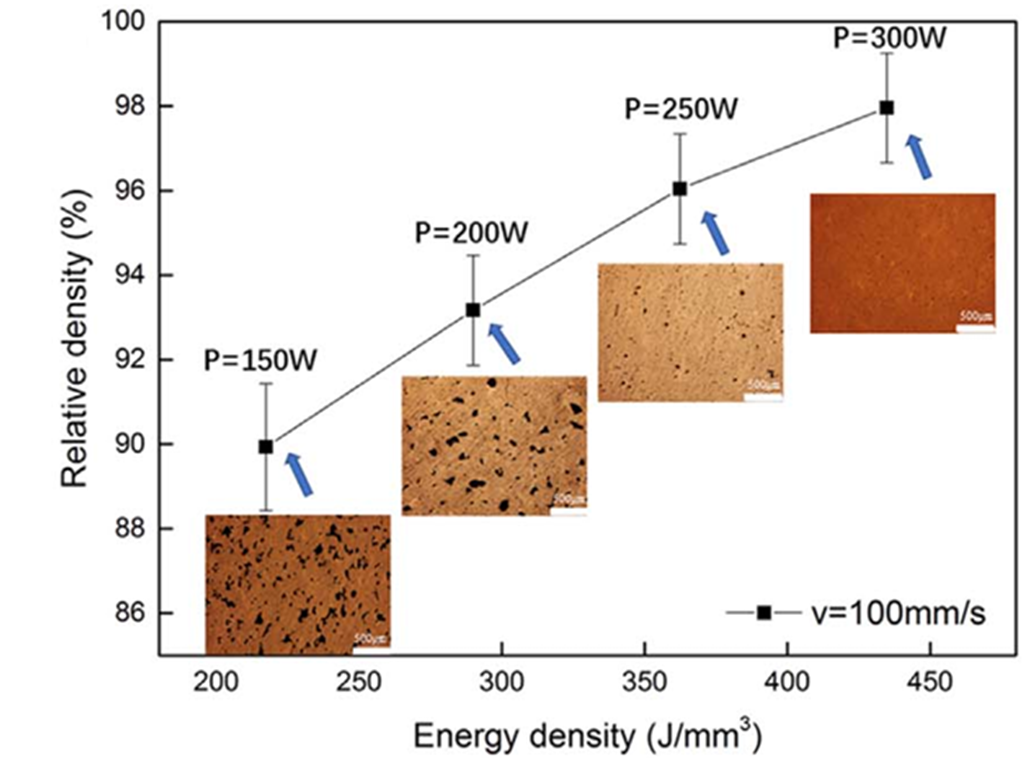 100
98
96
94
92
90
88
86
Relative density (%)
P=150W
P=200W
P=250W
P=300W
500μm
500μm
500μm
500μm
v=100mm/s
200 250 300 350 400 450
Energy density (J/mm³)